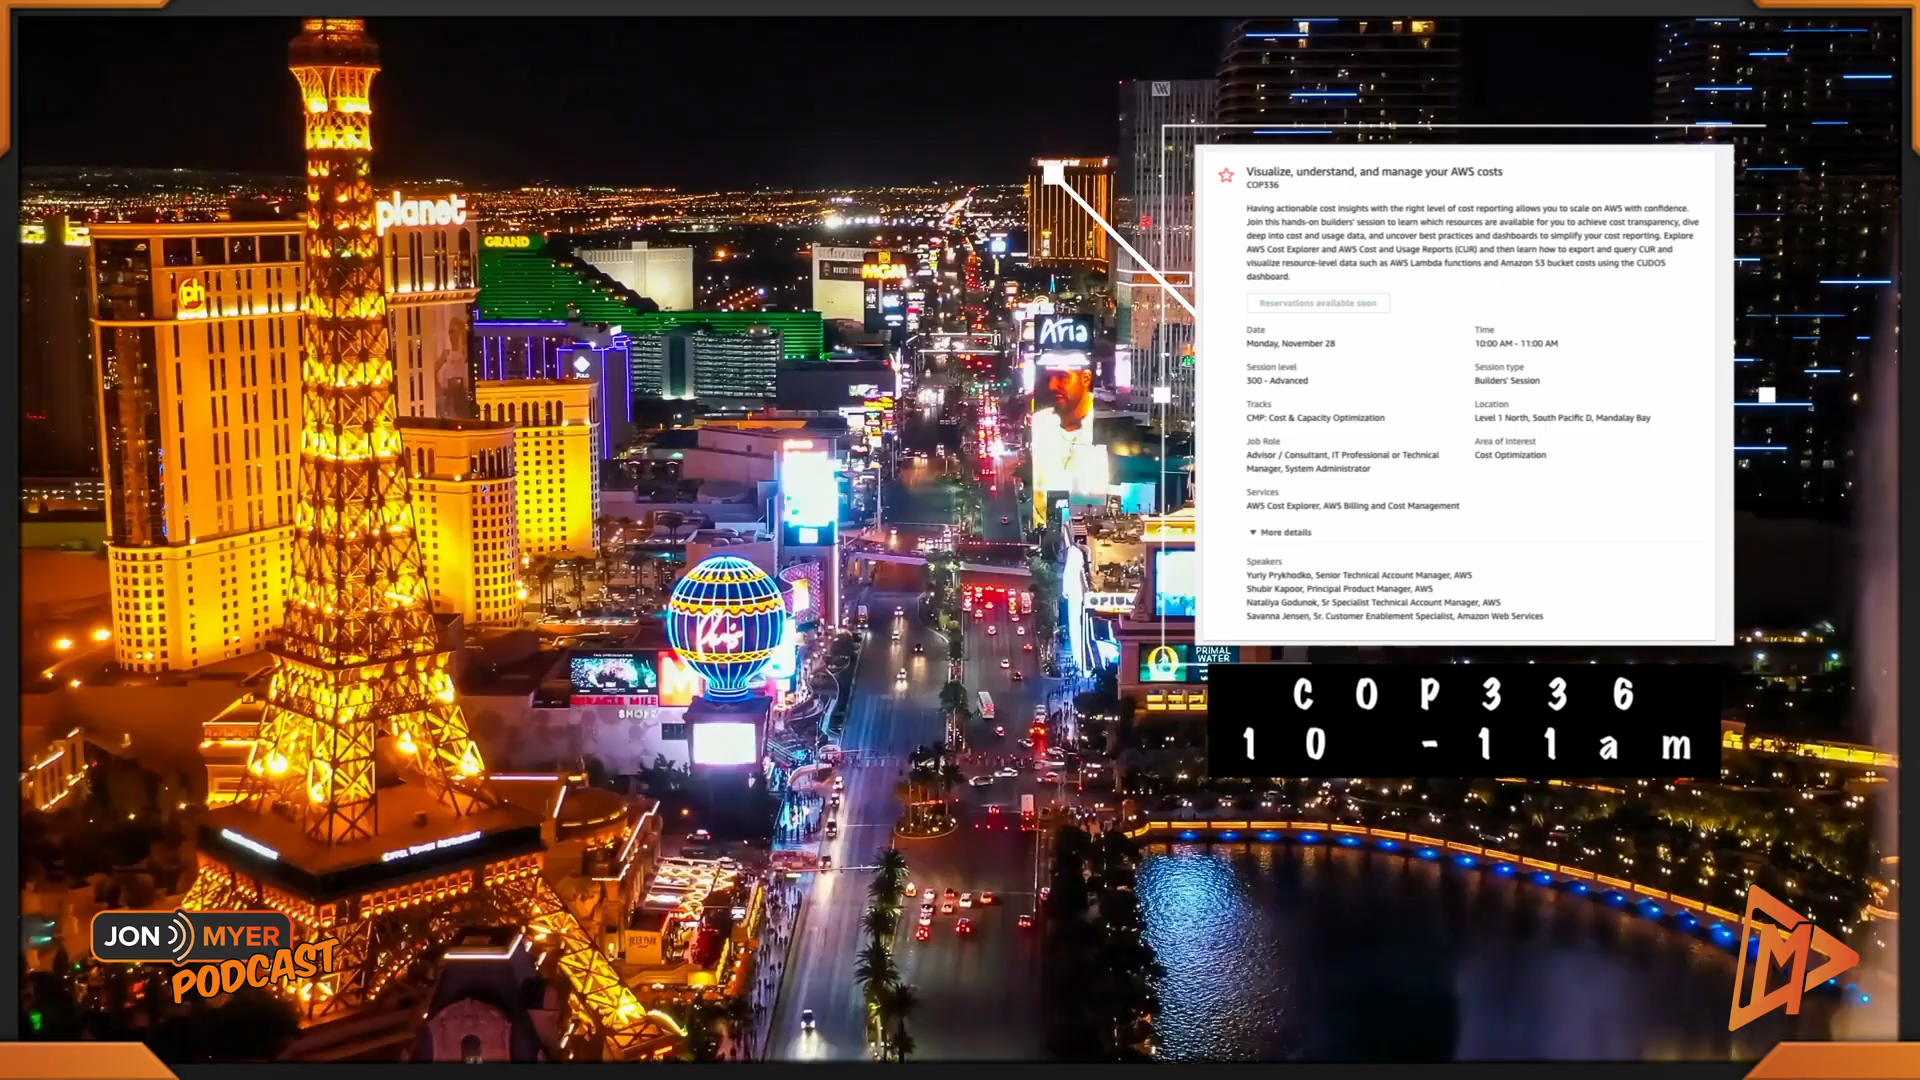 planet
ph
GRAND
MGM
Aria
Visualize, understand, and manage your AWS costs
COP336
Having actionable cost insights with the right level of cost reporting allows you to scale on AWS with confidence.
Join this hands-on builders' session to learn which resources are available for you to achieve cost transparency, dive
deep into cost and usage data, and uncover best practices and dashboards to simplify your cost reporting. Explore
AWS Cost Explorer and AWS Cost and Usage Reports (CUR) and then learn how to export and query CUR and
visualize resource-level data such as AWS Lambda functions and Amazon S3 bucket costs using the CUDOS
dashboard.
Reservations available soon
Date
Monday, November 28
Time
10:00 AM - 11:00 AM
Session level
300 - Advanced
Session type
Builders' Session
Tracks
CMP: Cost & Capacity Optimization
Location
Level 1 North, South Pacific D, Mandalay Bay
Job Role
Advisor / Consultant, IT Professional or Technical
Manager, System Administrator
Area of Interest
Cost Optimization
Services
AWS Cost Explorer, AWS Billing and Cost Management
▼ More details
Speakers
Yuriy Prykhodko, Senior Technical Account Manager, AWS
Shubir Kapoor, Principal Product Manager, AWS
Nataliya Godunok, Sr Specialist Technical Account Manager, AWS
Savanna Jensen, Sr. Customer Enablement Specialist, Amazon Web Services
OPIUM
Paris
PRIMAL
WATER
COP336
10 -11am
MIRACLE MILE
SHOPS
EIFFEL TOWER RESTAURANT
BEER PARK
JON MYER
PODCAST
M